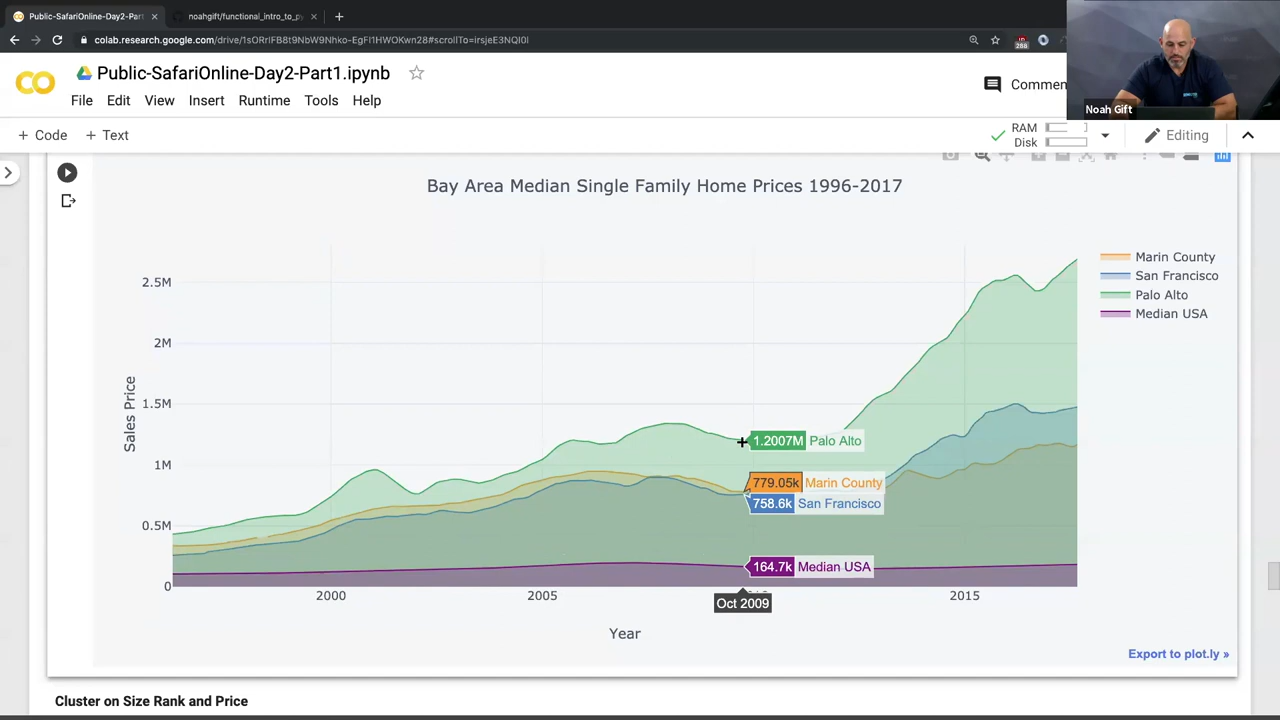 Public-SafariOnline-Day2-Part
noahgift/functional_intro_to_py
colab.research.google.com/drive/1sORrIFB8t9NbW9Nhko-EgFI1HWOKwn28#scrollTo=irsjeE3NQI0l
288
Public-SafariOnline-Day2-Part1.ipynb
File Edit View Insert Runtime Tools Help
Commen
Noah Gift
+ Code + Text
RAM
Disk
Editing
Bay Area Median Single Family Home Prices 1996-2017
Marin County
San Francisco
Palo Alto
Median USA
2.5M
2M
1.5M
1M
0.5M
0
Sales Price
1.2007M Palo Alto
779.05k Marin County
758.6k San Francisco
164.7k Median USA
2000 2005 2015
Oct 2009
Year
Export to plot.ly »
Cluster on Size Rank and Price